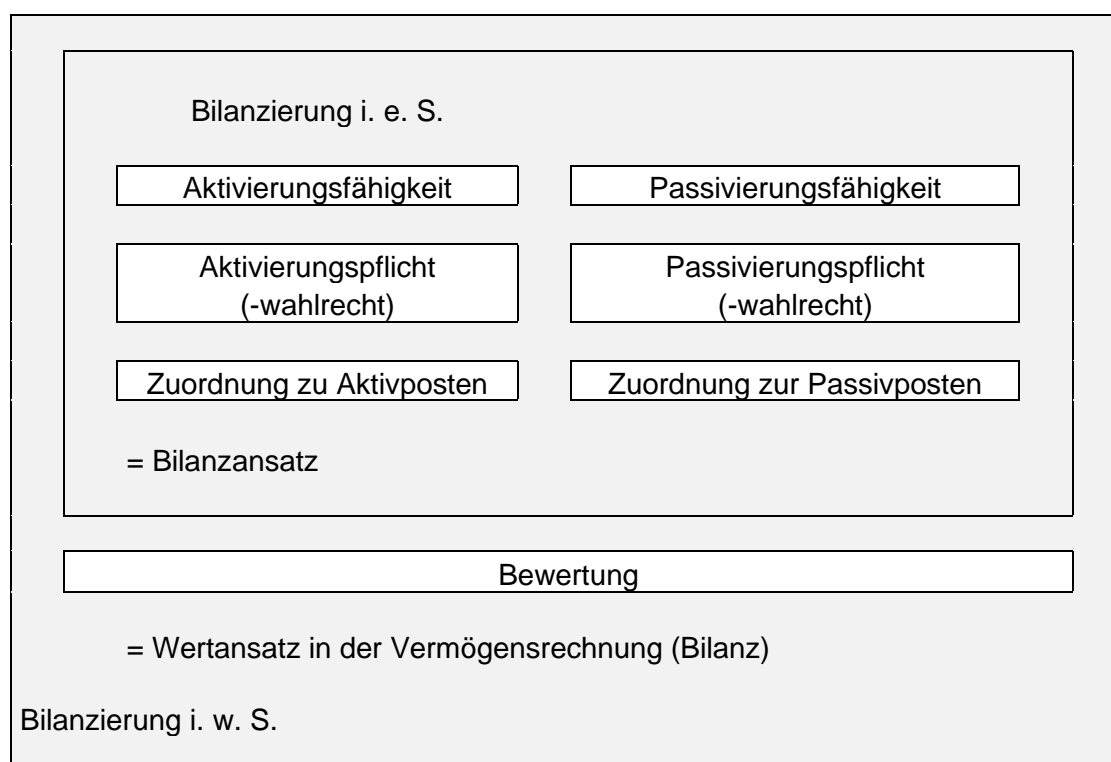 Bilanzierung i. e. S.
Aktivierungsfähigkeit
Passivierungsfähigkeit
Aktivierungspflicht
(-wahlrecht)
Passivierungspflicht
(-wahlrecht)
Zuordnung zu Aktivposten
Zuordnung zur Passivposten
= Bilanzansatz
Bewertung
= Wertansatz in der Vermögensrechnung (Bilanz)
Bilanzierung i. w. S.